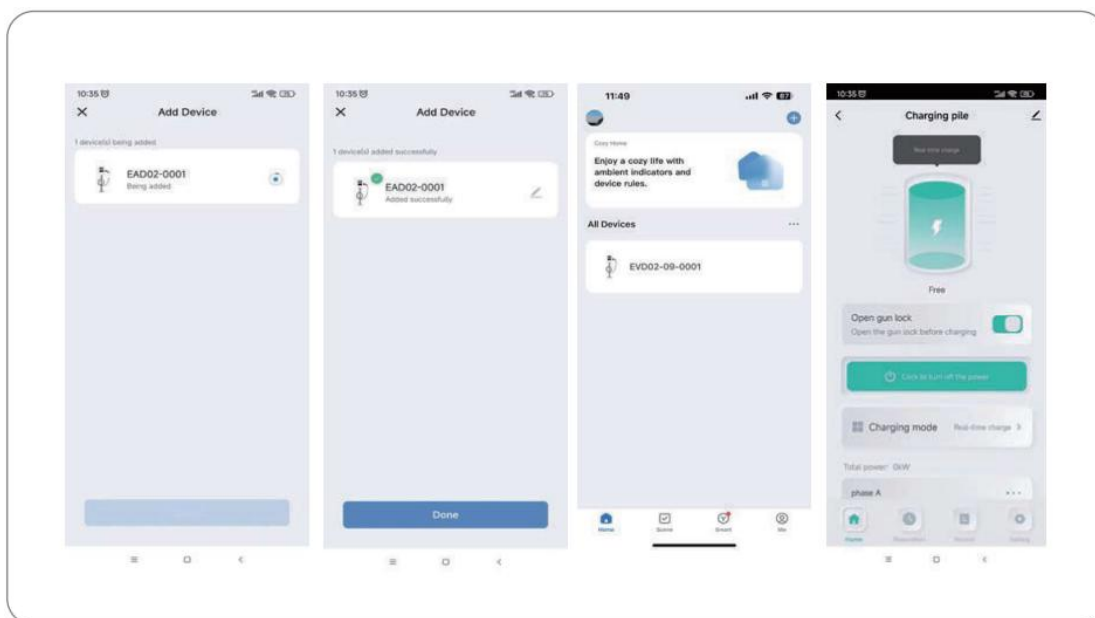 10:35
Add Device
1 device(s) being added
EAD02-0001
Being added
10:35
Add Device
1 device(s) added successfully
EAD02-0001
Added successfully
Done
11:49
87
Cozy Home
Enjoy a cozy life with
ambient indicators and
device rules.
All Devices
EVD02-09-0001
Home
Scene
Smart
Me
10:35
Charging pile
Real-time charge
Free
Open gun lock
Open the gun lock before charging
Click to turn off the power
Charging mode Real-time charge
Total power: 0kW
phase A
Home
Reservation
Record
Setting